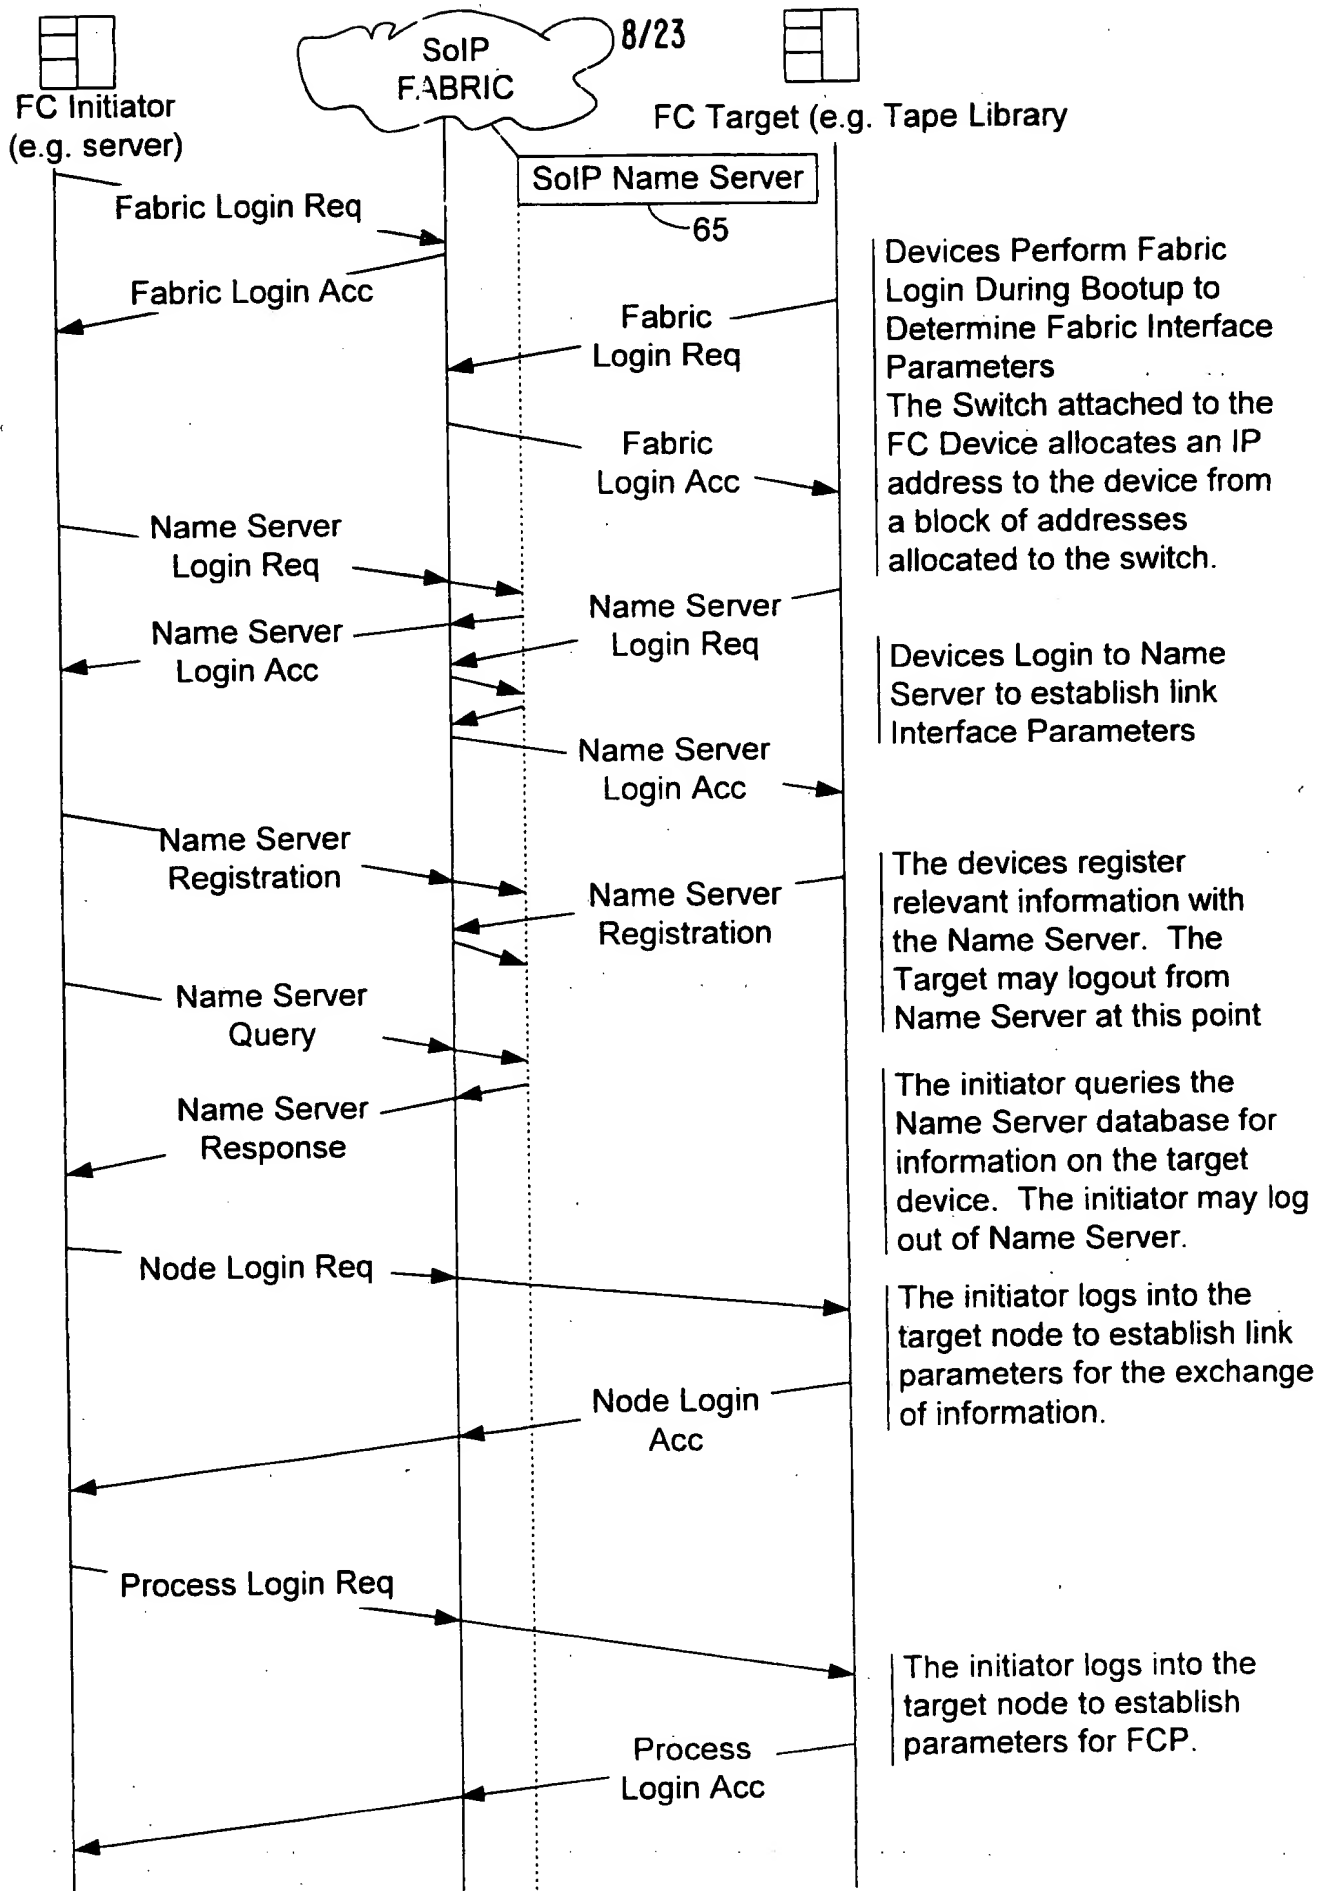 8/23
SoIP
FABRIC
FC Initiator
(e.g. server)
FC Target (e.g. Tape Library
SoIP Name Server
65
Fabric Login Req
Fabric Login Acc
Fabric
Login Req
Fabric
Login Acc
Devices Perform Fabric
Login During Bootup to
Determine Fabric Interface
Parameters
The Switch attached to the
FC Device allocates an IP
address to the device from
a block of addresses
allocated to the switch.
Name Server
Login Req
Name Server
Login Acc
Name Server
Login Req
Name Server
Login Acc
Devices Login to Name
Server to establish link
Interface Parameters
Name Server
Registration
Name Server
Registration
The devices register
relevant information with
the Name Server. The
Target may logout from
Name Server at this point
Name Server
Query
Name Server
Response
The initiator queries the
Name Server database for
information on the target
device. The initiator may log
out of Name Server.
Node Login Req
Node Login
Acc
The initiator logs into the
target node to establish link
parameters for the exchange
of information.
Process Login Req
Process
Login Acc
The initiator logs into the
target node to establish
parameters for FCP.